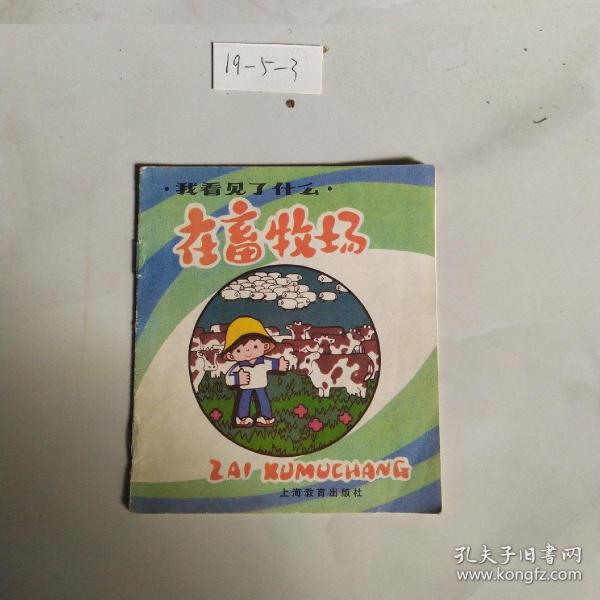 19-5-3
·我看见了什么·
在畜牧场
ZAI XUMUCHANG
上海教育出版社
孔夫子旧书网
www.kongfz.com